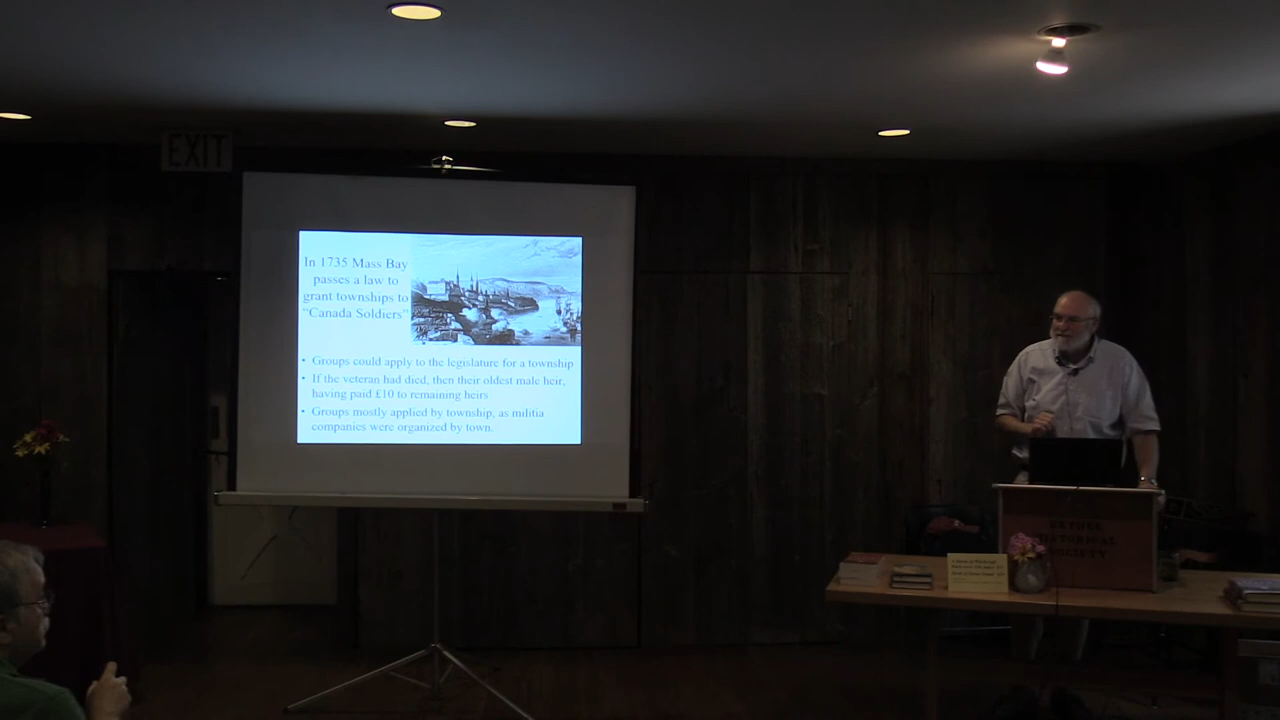 EXIT
In 1735 Mass Bay
passes a law to
grant townships to
“Canada Soldiers”
• Groups could apply to the legislature for a township
• If the veteran had died, then their oldest male heir,
having paid £10 to remaining heirs
• Groups mostly applied by township, as militia
companies were organized by town.
HISTORICAL
SOCIETY